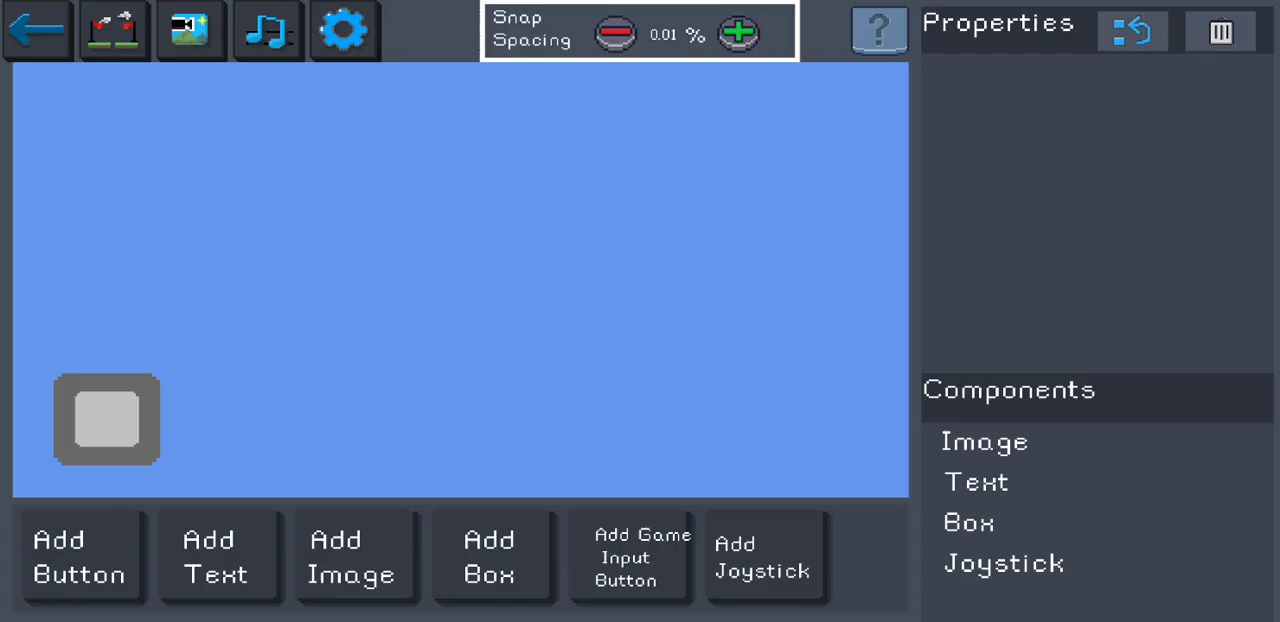 Snap
Spacing
0.01 %
?
Properties
Components
Image
Text
Box
Joystick
Add
Button
Add
Text
Add
Image
Add
Box
Add Game
Input
Button
Add
Joystick